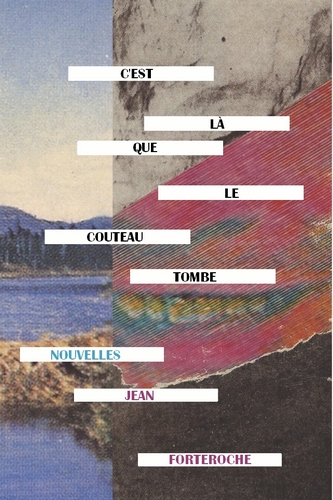 C'EST
LÀ
QUE
LE
COUTEAU
TOMBE
NOUVELLES
JEAN
FORTEROCHE